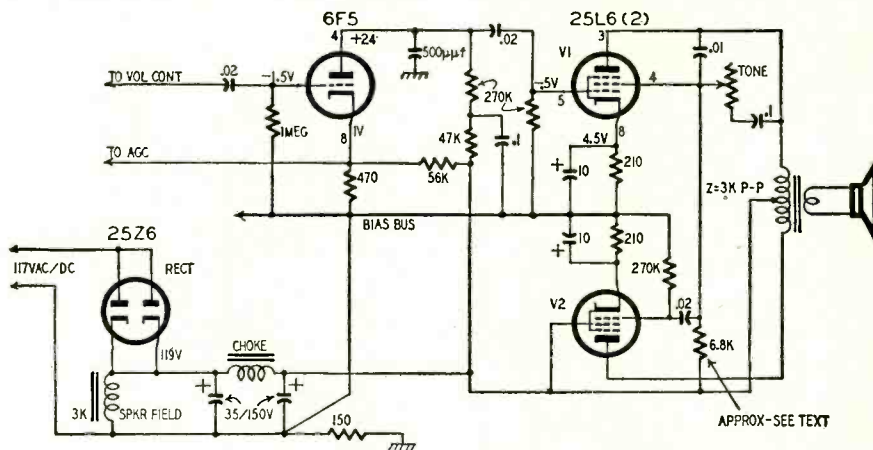 6F5
25L6(2)
4
+24
.02
3
V1
.01
500µµf
TO VOL CONT
.02
-1.5V
270K
.5V
5
4
TONE
1MEG
8
1V
47K
.1
4.5V
8
.1
TO AGC
56K
+
10
210
470
Z=3K P-P
BIAS BUS
25Z6
10
+
210
270K
117VAC/DC
RECT
V2
.02
119V
CHOKE
6.8K
+
+
3K
SPKR FIELD
35/150V
150
APPROX-SEE TEXT